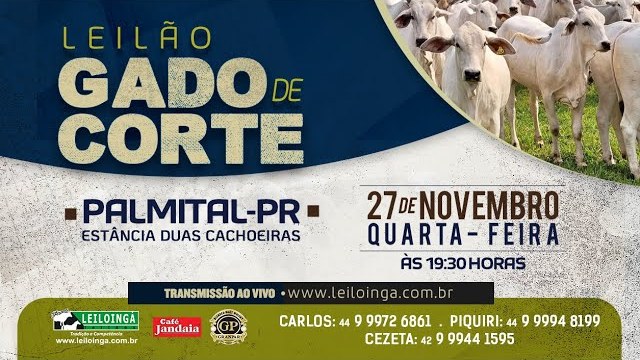 LEILÃO
GADO DE
CORTE
PALMITAL-PR
ESTÂNCIA DUAS CACHOEIRAS
27 DE NOVEMBRO
QUARTA-FEIRA
ÀS 19:30 HORAS
TRANSMISSÃO AO VIVO • www.leiloinga.com.br
LEILOINGÁ
Tradição e Competência
www.leiloinga.com.br
Café
Jandaia
GP
CARLOS: 44 9 9972 6861 . PIQUIRI: 44 9 9994 8199
CEZETA: 42 9 9944 1595